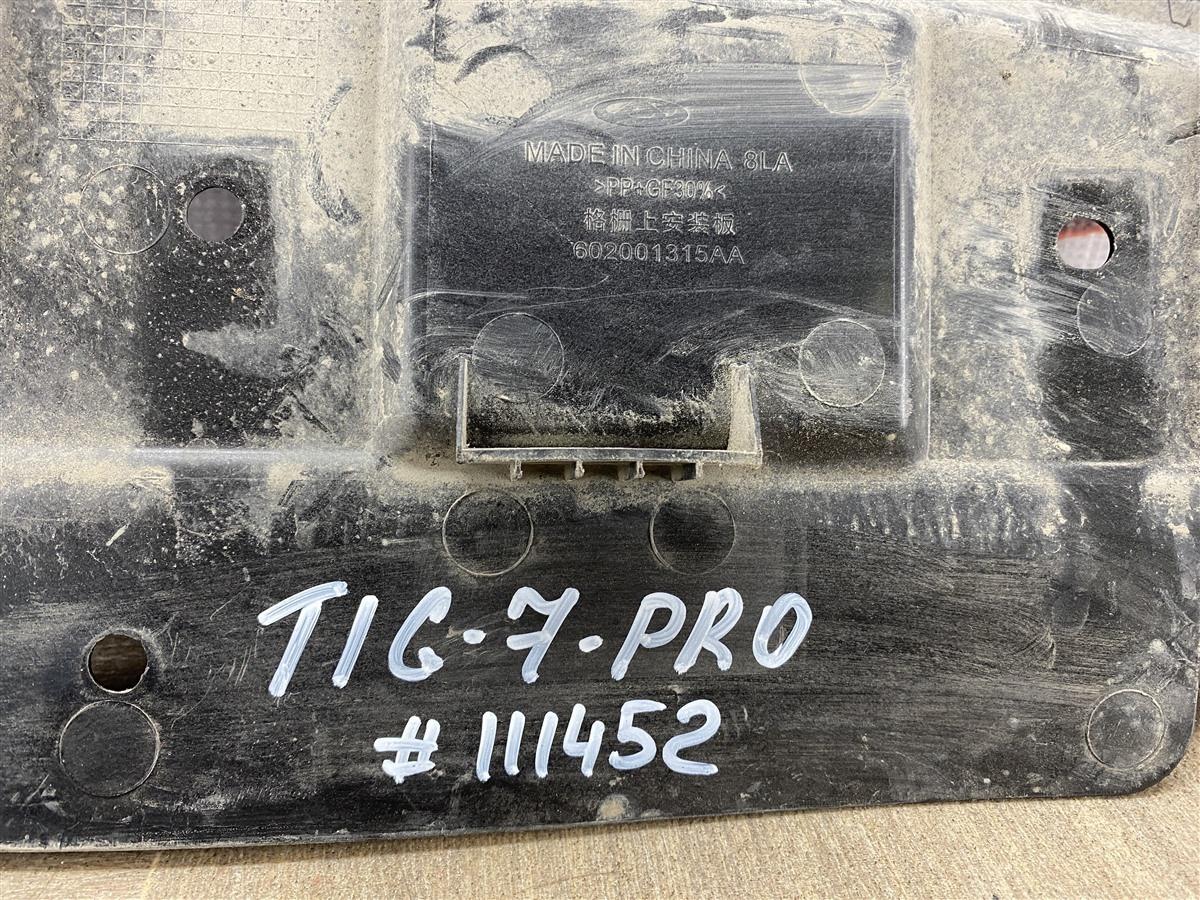 MADE IN CHINA 8LA
>PP+GF30%<
格栅上安装板
602001315AA
TIG-7-PRO
# 111452